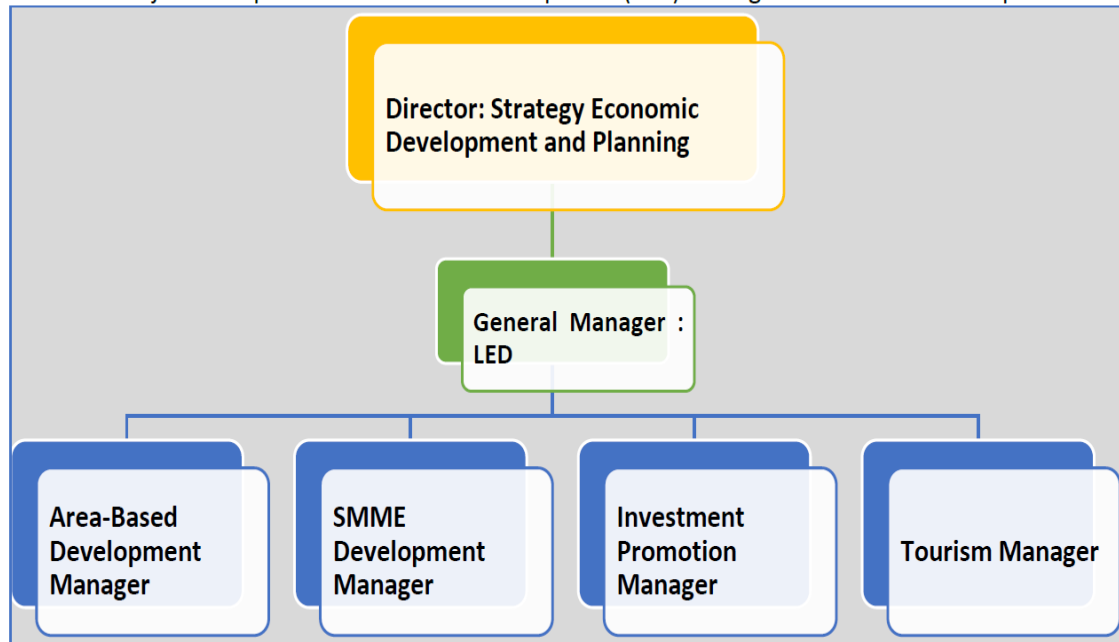 Director: Strategy Economic
Development and Planning
General Manager :
LED
Area-Based
Development
Manager
SMME
Development
Manager
Investment
Promotion
Manager
Tourism Manager